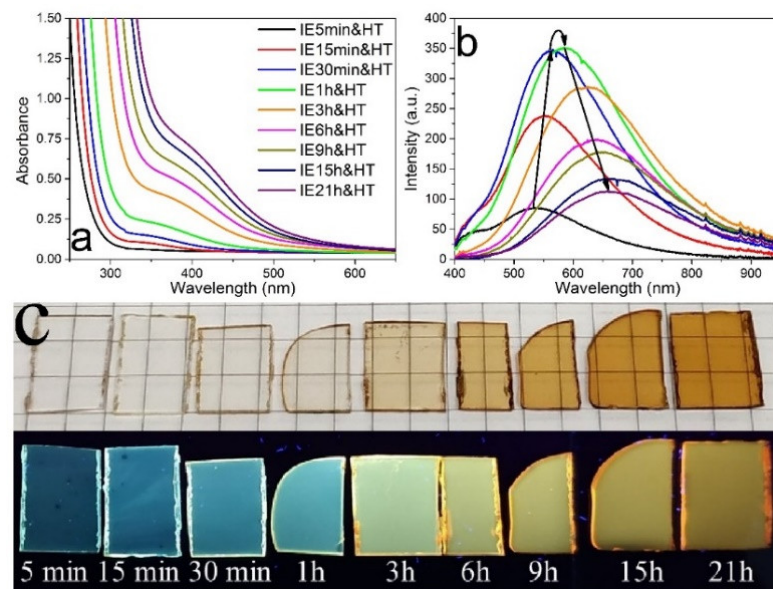 a
1.50
1.25
1.00
0.75
0.50
0.25
0.00
Absorbance
300
400
500
600
Wavelength (nm)
IE5min&HT
IE15min&HT
IE30min&HT
IE1h&HT
IE3h&HT
IE6h&HT
IE9h&HT
IE15h&HT
IE21h&HT
b
400
350
300
250
200
150
100
50
0
Intensity (a.u.)
400
500
600
700
800
900
Wavelength (nm)
c
5 min 15 min 30 min 1h 3h 6h 9h 15h 21h